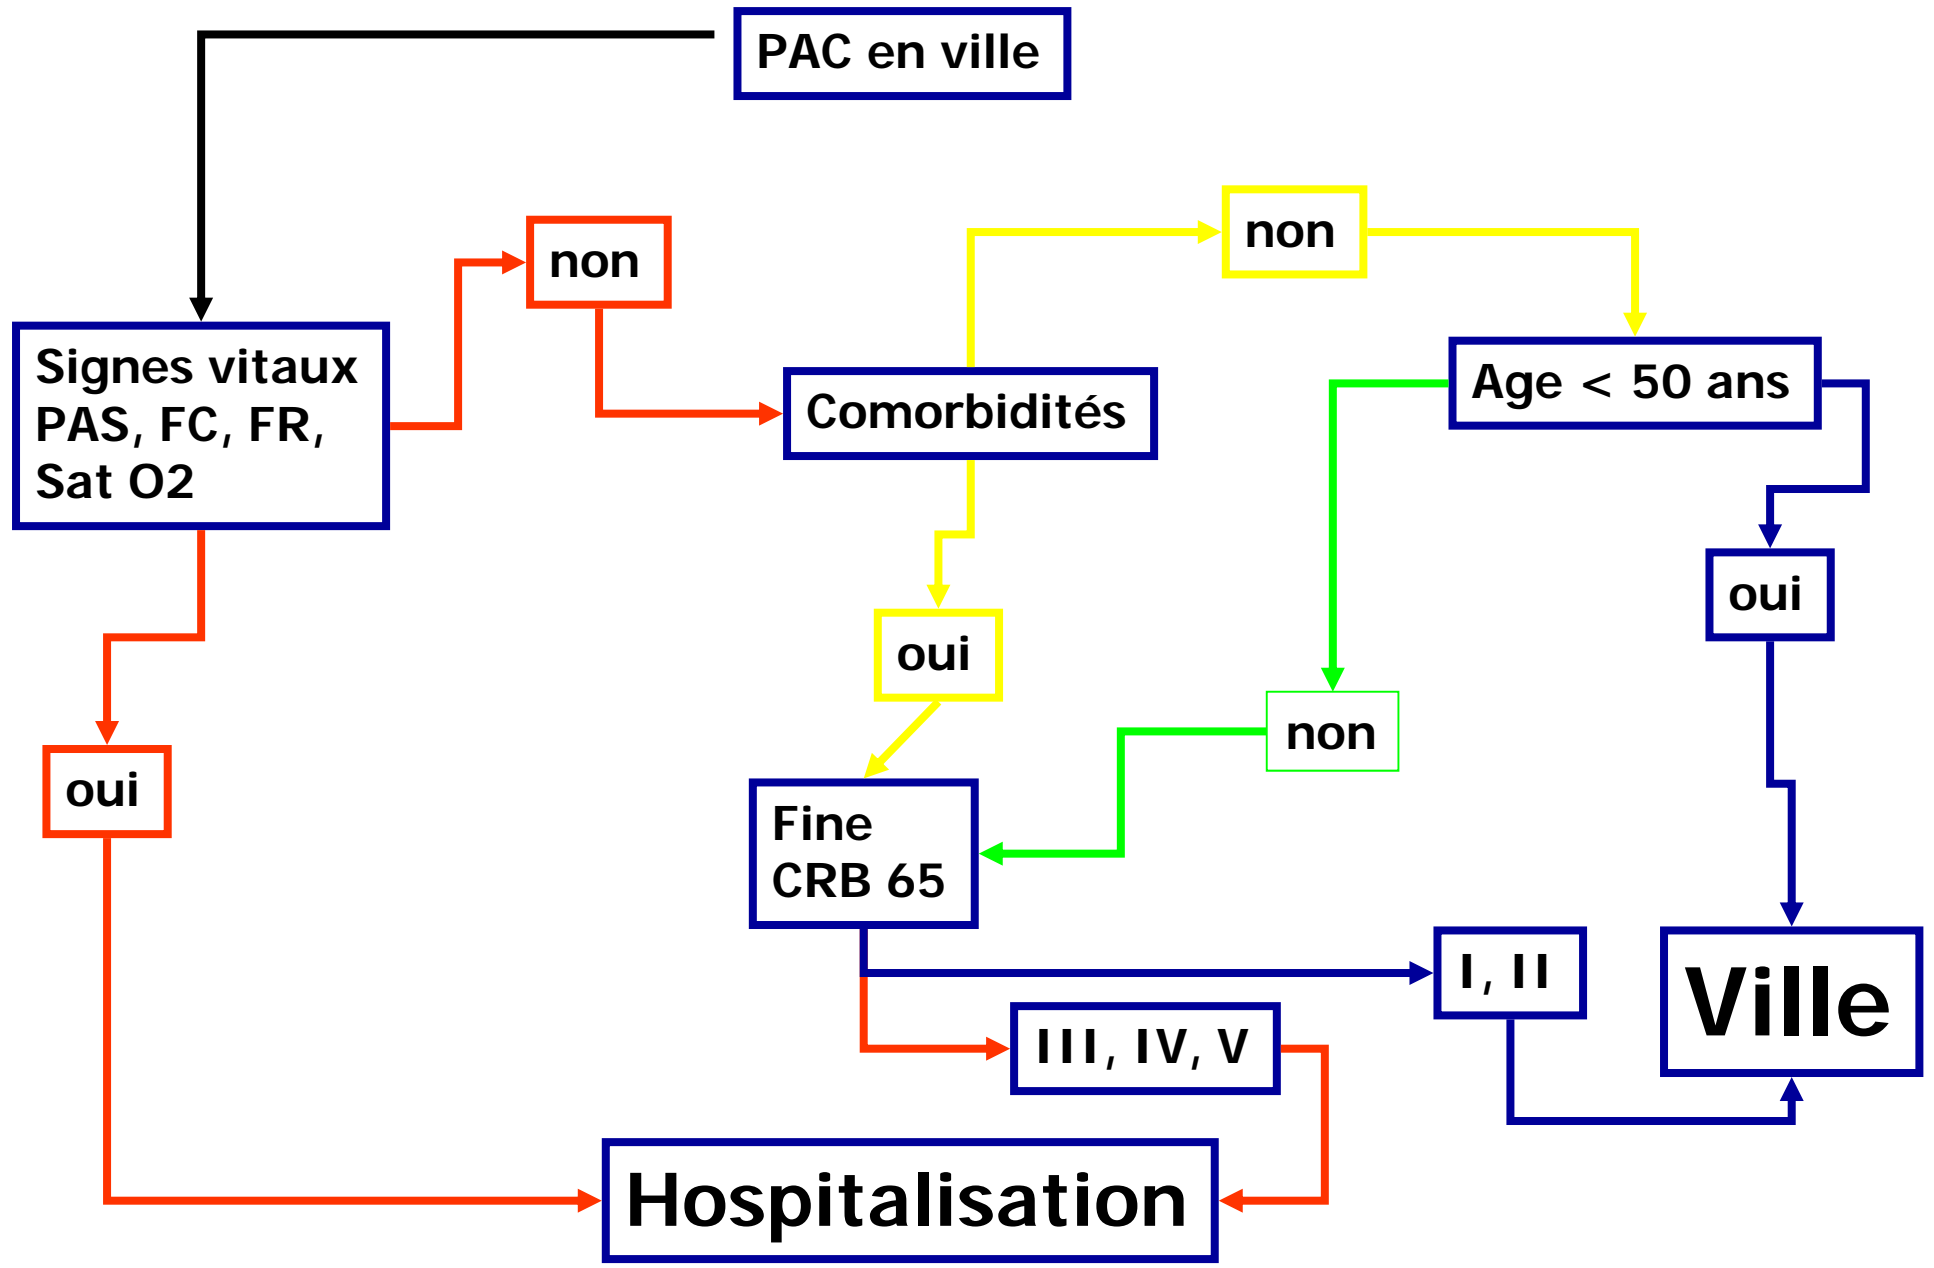 PAC en ville
non
non
Signes vitaux
PAS, FC, FR,
Sat O2
Comorbidités
Age < 50 ans
oui
oui
non
oui
Fine
CRB 65
I, II
III, IV, V
Ville
Hospitalisation